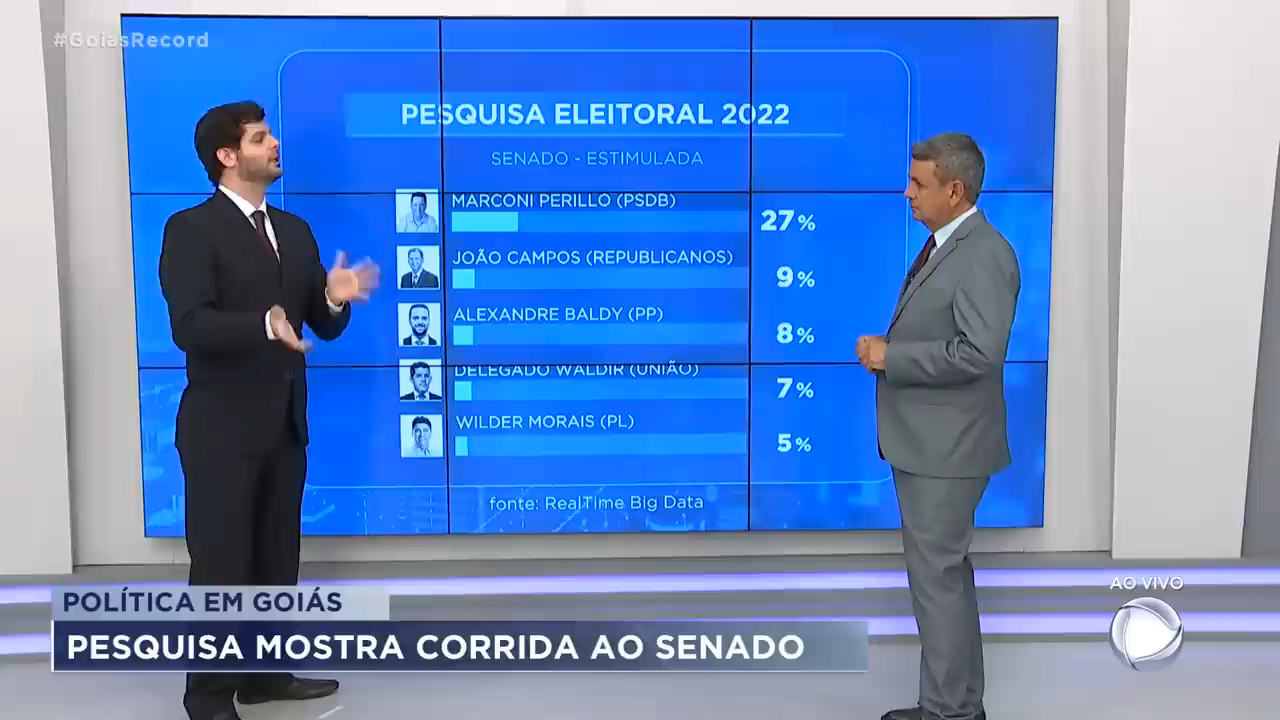 #GoiasRecord
PESQUISA ELEITORAL 2022
SENADO - ESTIMULADA
MARCONI PERILLO (PSDB)
27%
JOÃO CAMPOS (REPUBLICANOS)
9%
ALEXANDRE BALDY (PP)
8%
DELEGADO WALDIR (UNIÃO)
7%
WILDER MORAIS (PL)
5%
fonte: RealTime Big Data
POLÍTICA EM GOIÁS
PESQUISA MOSTRA CORRIDA AO SENADO
AO VIVO